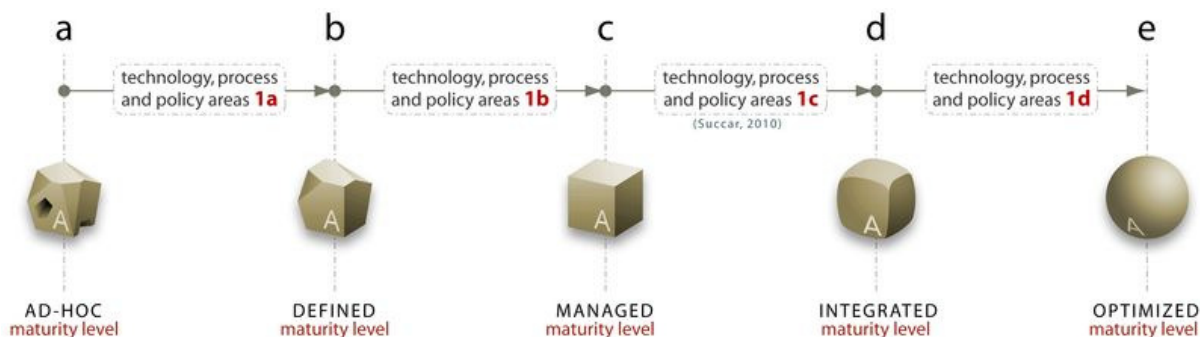 a
b
c
d
e
technology, process
and policy areas 1a
technology, process
and policy areas 1b
technology, process
and policy areas 1c
(Succar, 2010)
technology, process
and policy areas 1d
A
A
A
A
A
AD-HOC
maturity level
DEFINED
maturity level
MANAGED
maturity level
INTEGRATED
maturity level
OPTIMIZED
maturity level